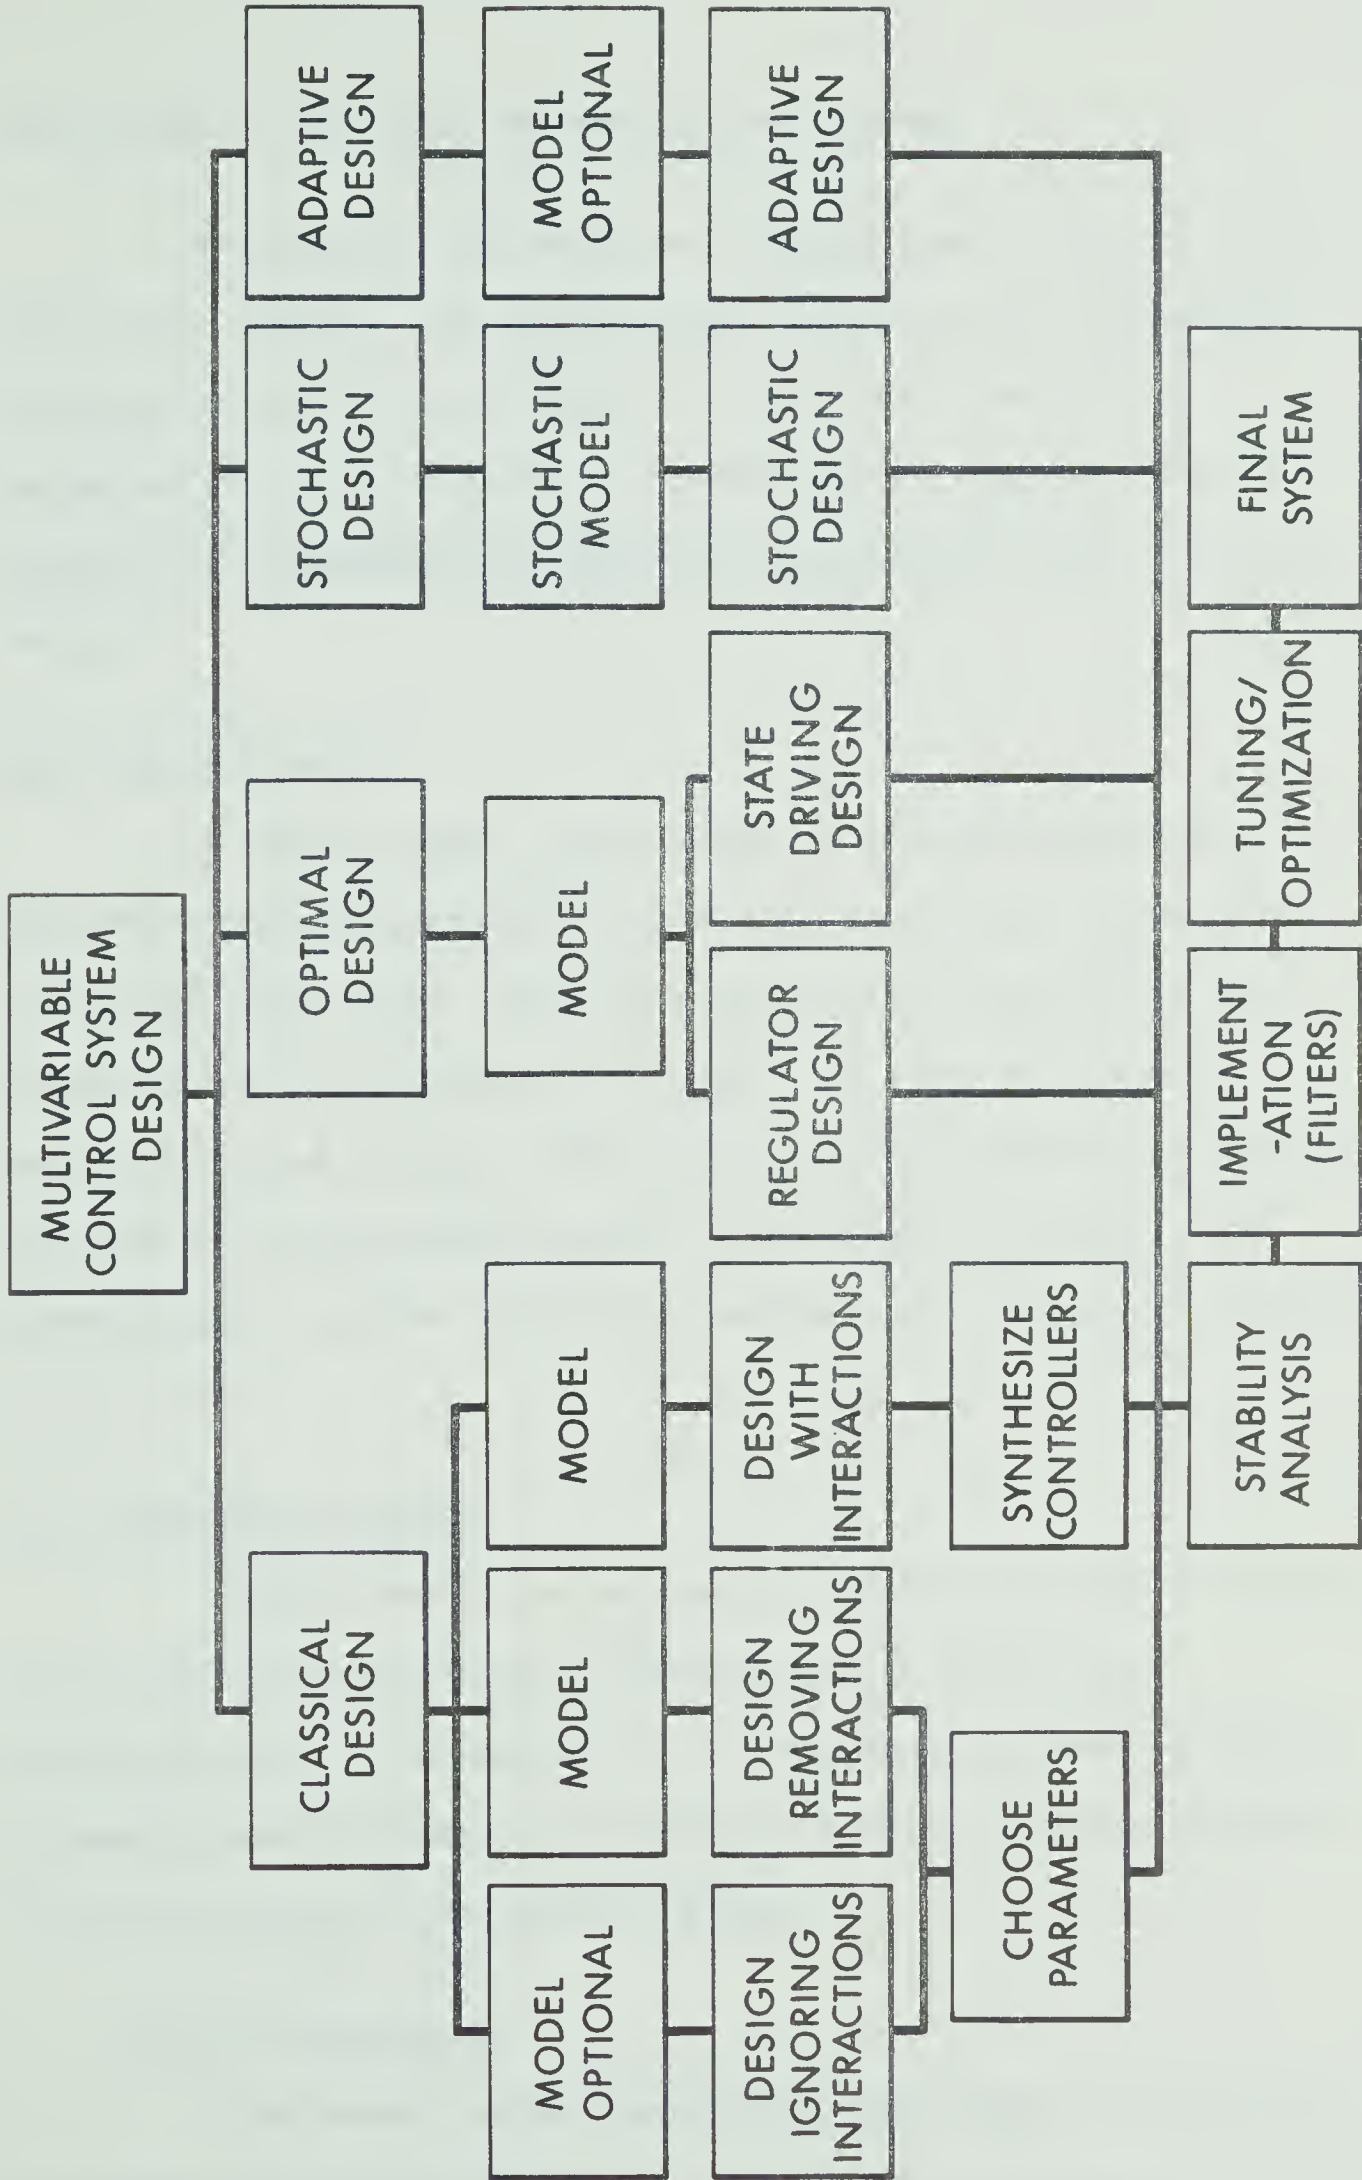 MULTIVARIABLE
CONTROL SYSTEM
DESIGN
CLASSICAL
DESIGN
OPTIMAL
DESIGN
STOCHASTIC
DESIGN
ADAPTIVE
DESIGN
MODEL
OPTIONAL
MODEL
MODEL
MODEL
STOCHASTIC
MODEL
MODEL
OPTIONAL
DESIGN
IGNORING
INTERACTIONS
DESIGN
REMOVING
INTERACTIONS
DESIGN
WITH
INTERACTIONS
REGULATOR
DESIGN
STATE
DRIVING
DESIGN
STOCHASTIC
DESIGN
ADAPTIVE
DESIGN
CHOOSE
PARAMETERS
SYNTHESIZE
CONTROLLERS
STABILITY
ANALYSIS
IMPLEMENT
-ATION
(FILTERS)
TUNING/
OPTIMIZATION
FINAL
SYSTEM